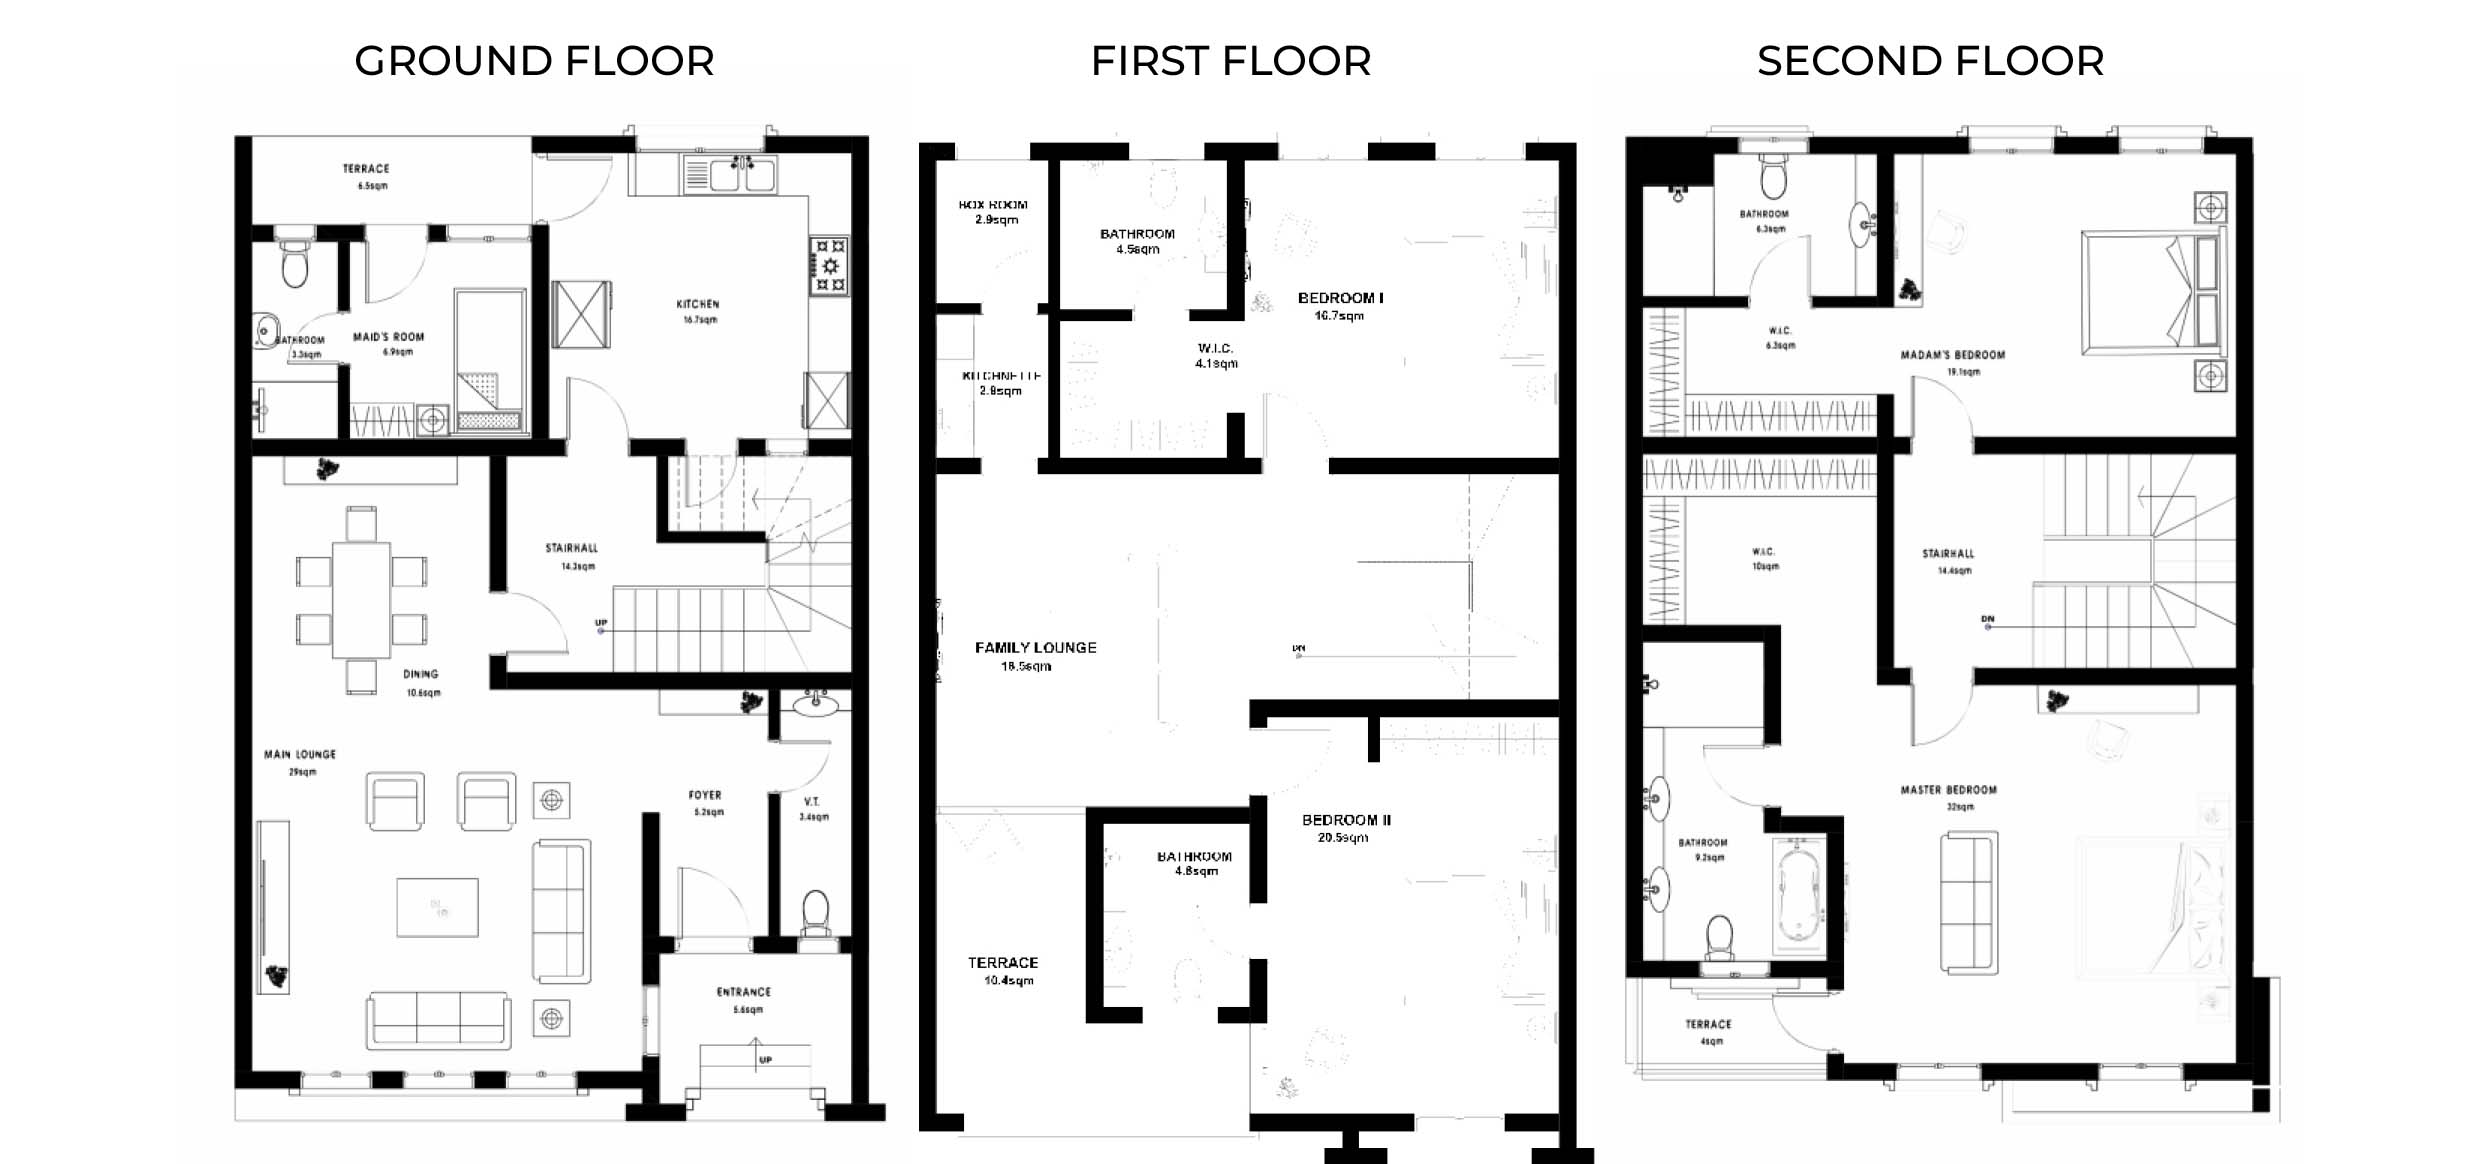 GROUND FLOOR
TERRACE
6.5sqm
KITCHEN
16.7sqm
BATHROOM
3.3sqm
MAID'S ROOM
6.9sqm
STAIRHALL
14.3sqm
UP
DINING
10.6sqm
MAIN LOUNGE
29sqm
FOYER
5.2sqm
V.T.
3.4sqm
ENTRANCE
5.6sqm
UP
FIRST FLOOR
BOX ROOM
2.9sqm
BATHROOM
4.5sqm
BEDROOM I
16.7sqm
W.I.C.
4.1sqm
KITCHNETTE
2.8sqm
FAMILY LOUNGE
18.5sqm
DN
BEDROOM II
20.5sqm
BATHROOM
4.8sqm
TERRACE
10.4sqm
SECOND FLOOR
BATHROOM
6.3sqm
W.I.C.
6.3sqm
MADAM'S BEDROOM
19.1sqm
W.I.C.
10sqm
STAIRHALL
14.4sqm
DN
MASTER BEDROOM
32sqm
BATHROOM
9.2sqm
TERRACE
4sqm